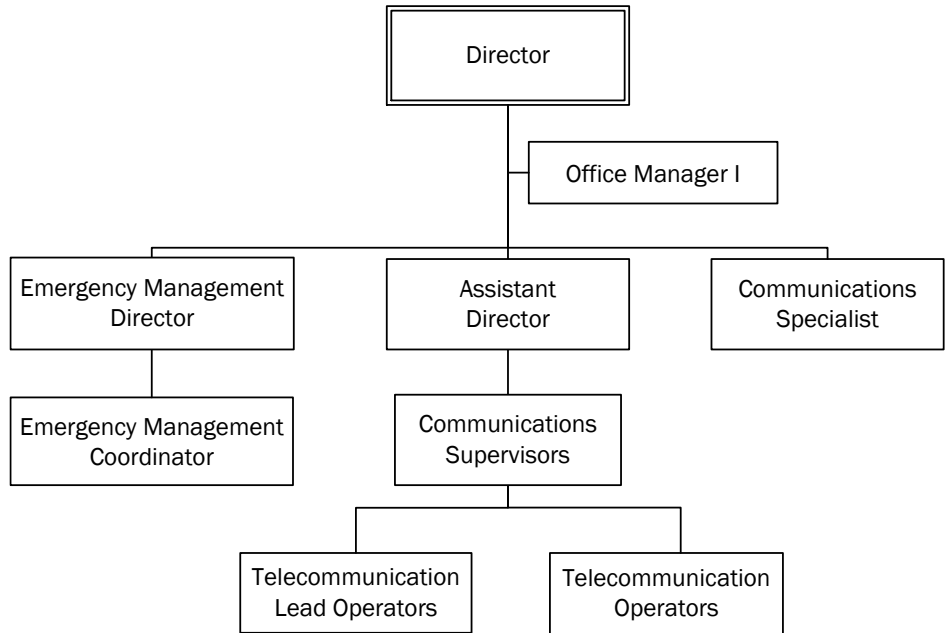 Director
Office Manager I
Emergency Management
Director
Assistant
Director
Communications
Specialist
Emergency Management
Coordinator
Communications
Supervisors
Telecommunication
Lead Operators
Telecommunication
Operators